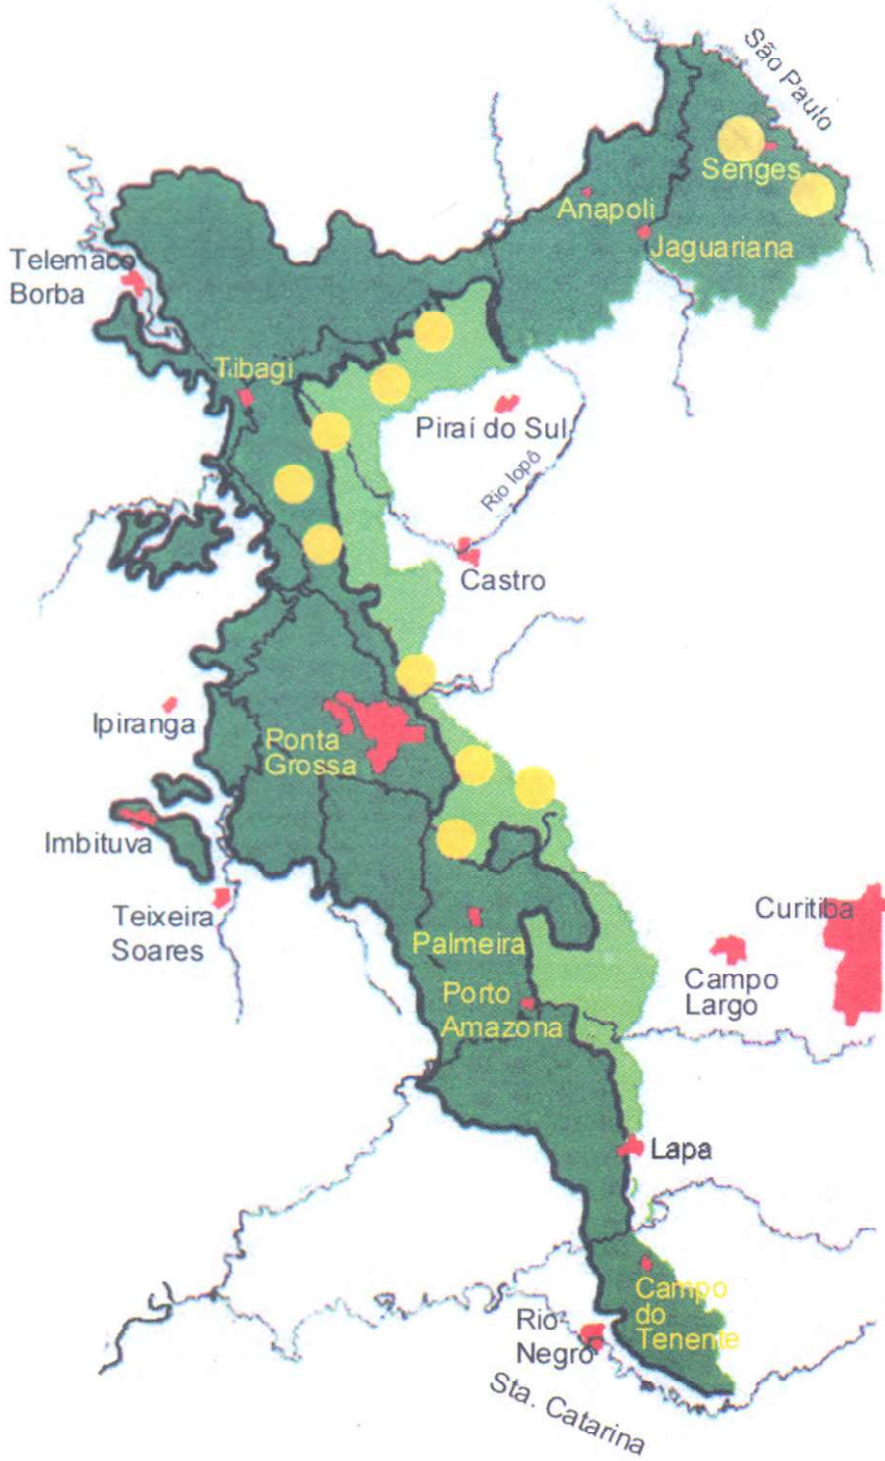 São Paulo
Senges
Anapoli
Jaguariana
Telemaco
Borba
Tibagi
Piraí do Sul
Rio Iopô
Castro
Ipiranga
Ponta
Grossa
Imbituva
Teixeira
Soares
Palmeira
Curitiba
Campo
Largo
Porto
Amazona
Lapa
Campo
do
Tenente
Rio
Negro
Sta. Catarina